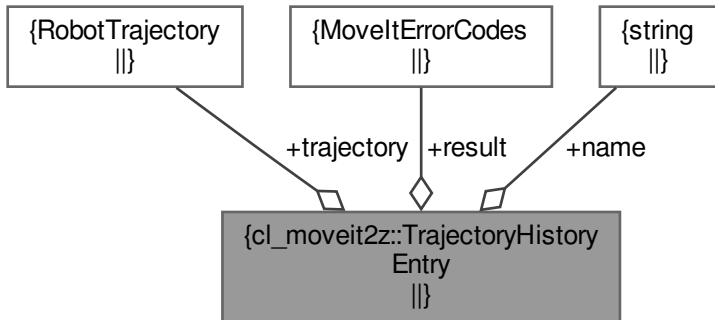 {RobotTrajectory
||}
{MoveItErrorCodes
||}
{string
||}
+trajectory
+result
+name
{cl_moveit2z::TrajectoryHistory
Entry
||}